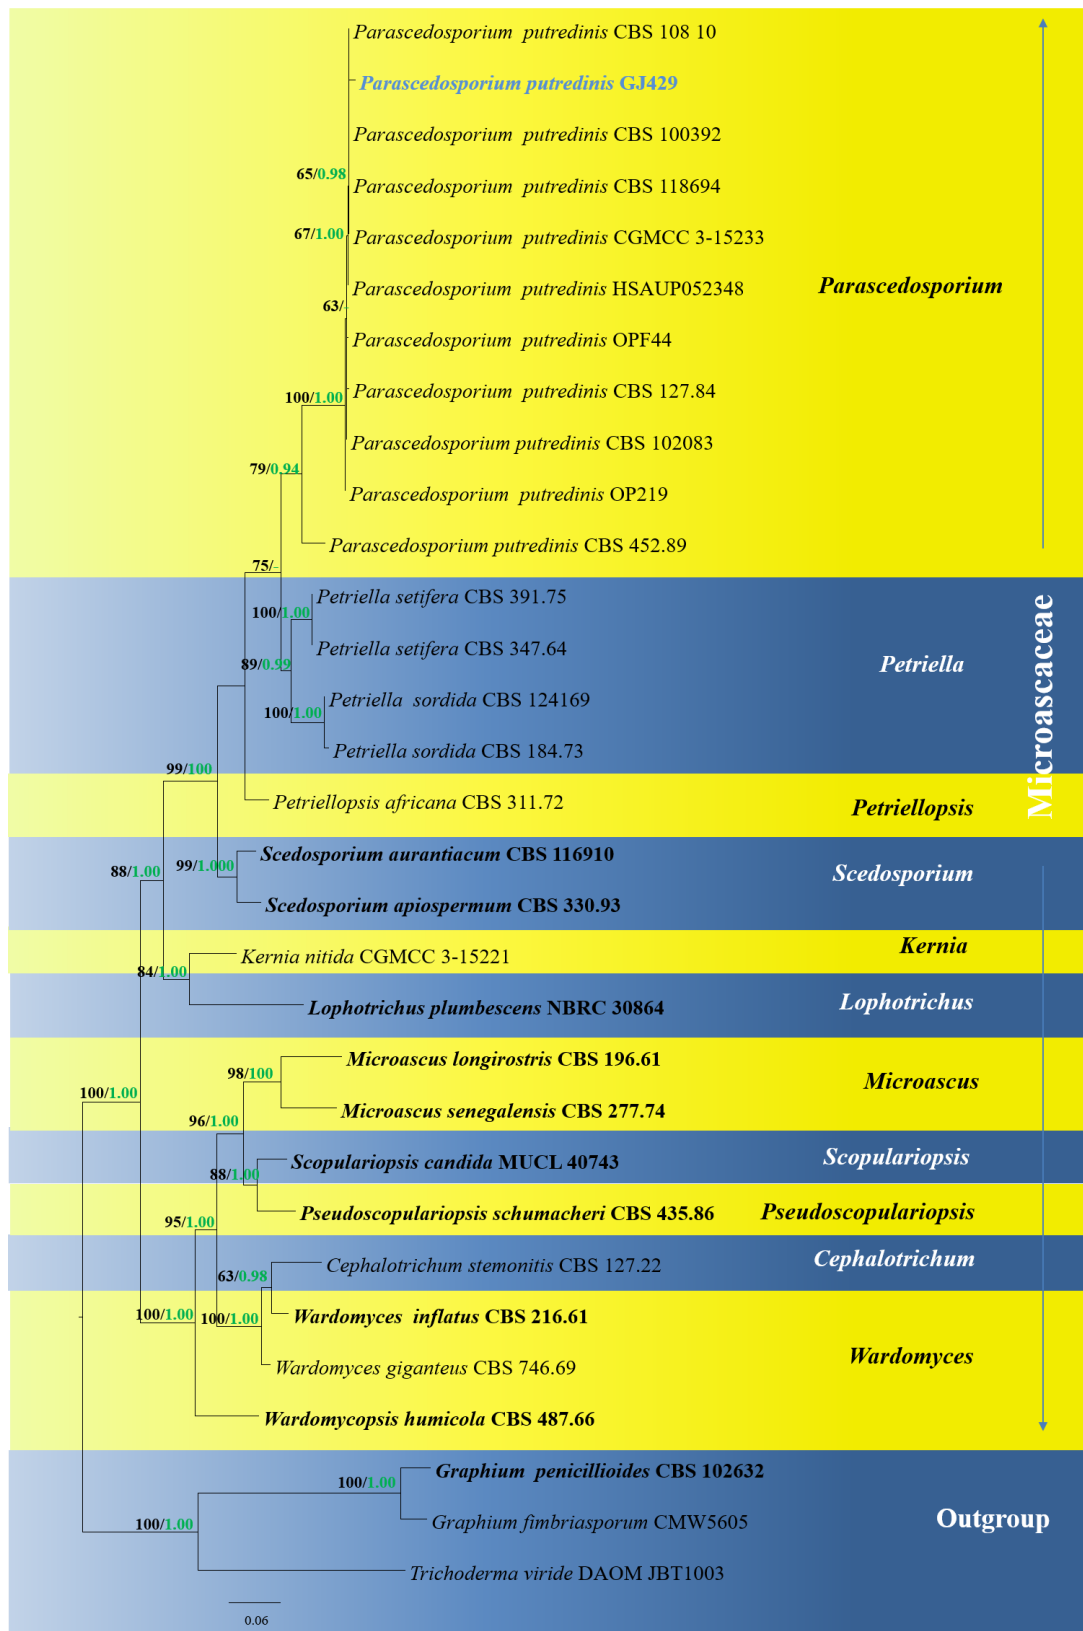 Parascedosporium putredinis CBS 108 10
Parascedosporium putredinis GJ429
Parascedosporium putredinis CBS 100392
65/0.98
Parascedosporium putredinis CBS 118694
67/1.00
Parascedosporium putredinis CGMCC 3-15233
Parascedosporium putredinis HSAUP052348
Parascedosporium
63/
Parascedosporium putredinis OPF44
Parascedosporium putredinis CBS 127.84
100/1.00
Parascedosporium putredinis CBS 102083
79/0.94
Parascedosporium putredinis OP219
Parascedosporium putredinis CBS 452.89
75/-
Petriella setifera CBS 391.75
100/1.00
Petriella setifera CBS 347.64
89/0.99
Petriella
Microascaceae
Petriella sordida CBS 124169
100/1.00
Petriella sordida CBS 184.73
99/100
Petriellopsis africana CBS 311.72
Petriellopsis
Scedosporium aurantiacum CBS 116910
99/1.000
88/1.00
Scedosporium
Scedosporium apiospermum CBS 330.93
Kernia nitida CGMCC 3-15221
Kernia
84/1.00
Lophotrichus plumbescens NBRC 30864
Lophotrichus
Microascus longirostris CBS 196.61
98/100
Microascus
100/1.00
Microascus senegalensis CBS 277.74
96/1.00
Scopulariopsis candida MUCL 40743
Scopulariopsis
88/1.00
Pseudoscopulariopsis schumacheri CBS 435.86
Pseudoscopulariopsis
95/1.00
Cephalotrichum stemonitis CBS 127.22
Cephalotrichum
63/0.98
Wardomyces inflatus CBS 216.61
100/1.00
100/1.00
Wardomyces giganteus CBS 746.69
Wardomyces
Wardomycopsis humicola CBS 487.66
Graphium penicillioides CBS 102632
100/1.00
Graphium fimbriasporum CMW5605
Outgroup
100/1.00
Trichoderma viride DAOM JBT1003
0.06